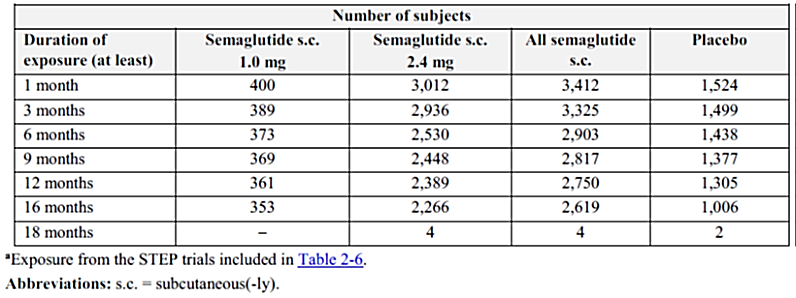 Number of subjects
Duration of exposure (at least) Semaglutide s.c. 1.0 mg Semaglutide s.c. 2.4 mg All semaglutide s.c. Placebo
1 month 400 3,012 3,412 1,524
3 months 389 2,936 3,325 1,499
6 months 373 2,530 2,903 1,438
9 months 369 2,448 2,817 1,377
12 months 361 2,389 2,750 1,305
16 months 353 2,266 2,619 1,006
18 months – 4 4 2
ᵃExposure from the STEP trials included in Table 2-6.
Abbreviations: s.c. = subcutaneous(-ly).